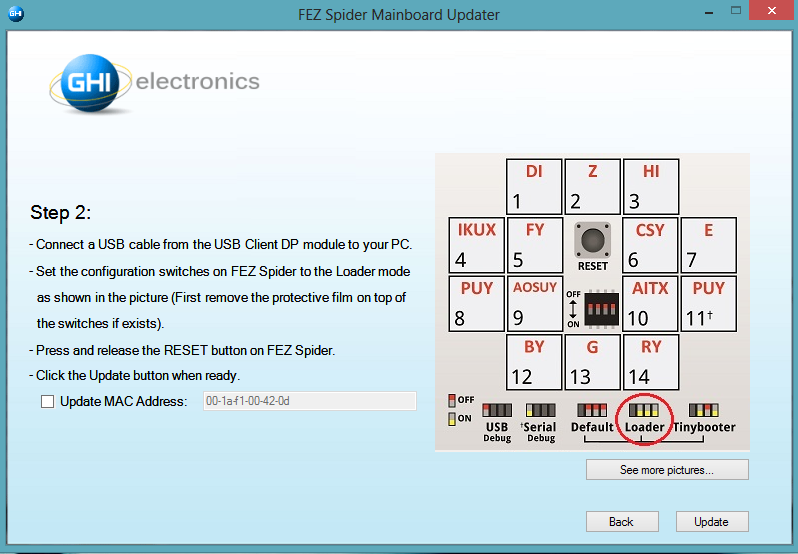 FEZ Spider Mainboard Updater
GHI electronics
Step 2:
- Connect a USB cable from the USB Client DP module to your PC.
- Set the configuration switches on FEZ Spider to the Loader mode
as shown in the picture (First remove the protective film on top of
the switches if exists).
- Press and release the RESET button on FEZ Spider.
- Click the Update button when ready.
Update MAC Address: 00-1a-f1-00-42-0d
DI Z HI
1 2 3
IKUX FY CSY E
4 5 RESET 6 7
PUY AOSUY OFF AITX PUY
8 9 ON 10 11†
BY G RY
12 13 14
OFF
ON
USB †Serial Default Loader Tinybooter
Debug Debug
See more pictures...
Back Update